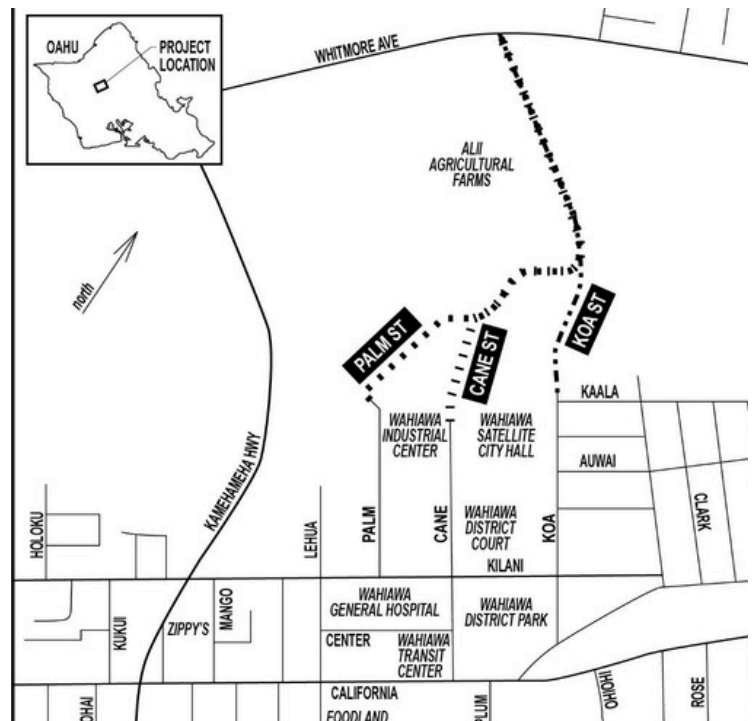 OAHU
PROJECT
LOCATION
WHITMORE AVE
ALII
AGRICULTURAL
FARMS
north
PALM ST
CANE ST
KOA ST
KAMEHAMEHA HWY
KAALA
WAHIAWA
INDUSTRIAL
CENTER
WAHIAWA
SATELLITE
CITY HALL
AUWAI
CLARK
HOLOKU
LEHUA
PALM
CANE
WAHIAWA
DISTRICT
COURT
KOA
KILANI
KUKUI
ZIPPY'S
MANGO
WAHIAWA
GENERAL HOSPITAL
WAHIAWA
DISTRICT PARK
CENTER
WAHIAWA
TRANSIT
CENTER
CALIFORNIA
FOODLAND
PLUM
IHOIHO
ROSE